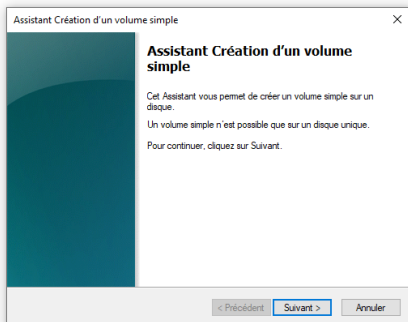 Assistant Création d'un volume simple
Assistant Création d'un volume
simple
Cet Assistant vous permet de créer un volume simple sur un
disque.
Un volume simple n'est possible que sur un disque unique.
Pour continuer, cliquez sur Suivant.
< Précédent
Suivant >
Annuler